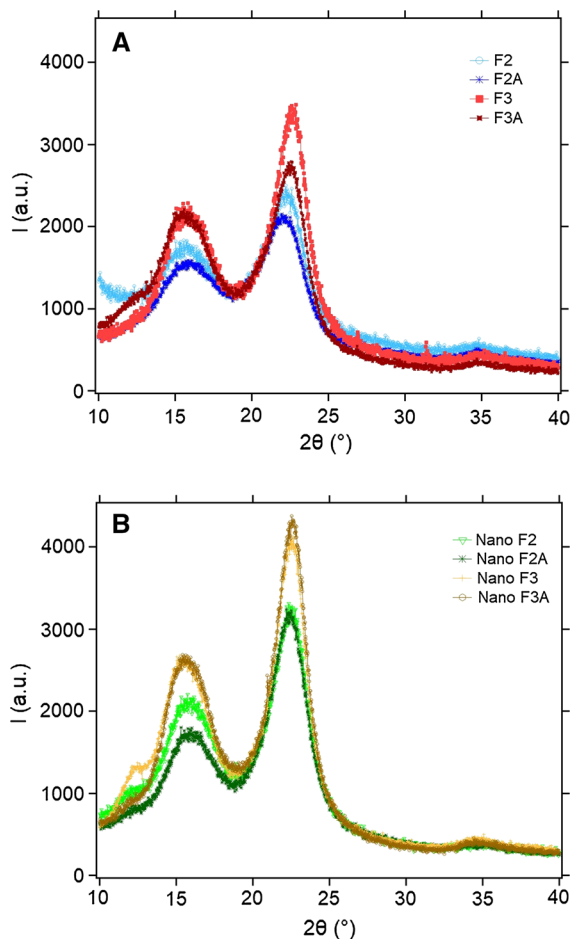 A
F2
F2A
F3
F3A
4000
3000
2000
1000
0
I (a.u.)
10 15 20 25 30 35 40
2θ (°)
B
Nano F2
Nano F2A
Nano F3
Nano F3A
4000
3000
2000
1000
0
I (a.u.)
10 15 20 25 30 35 40
2θ (°)